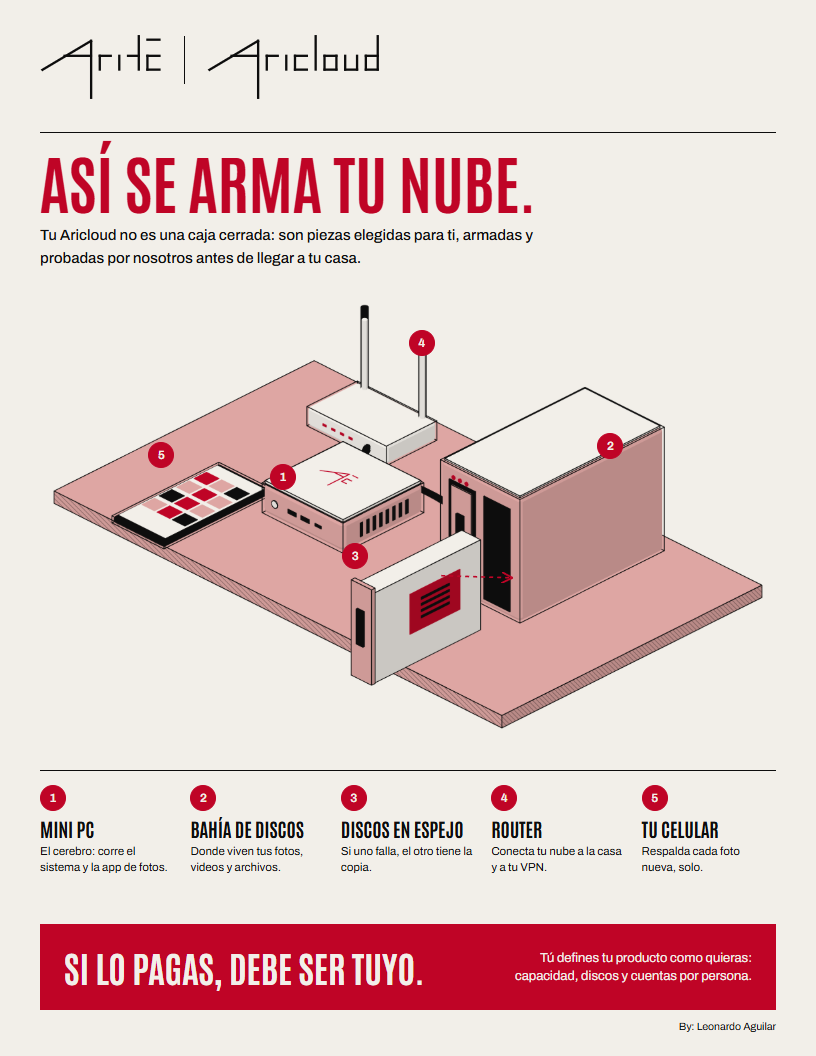 Aritē | Aricloud
ASÍ SE ARMA TU NUBE.
Tu Aricloud no es una caja cerrada: son piezas elegidas para ti, armadas y
probadas por nosotros antes de llegar a tu casa.
4
5
2
1
3
1
MINI PC
El cerebro: corre el
sistema y la app de fotos.
2
BAHÍA DE DISCOS
Donde viven tus fotos,
videos y archivos.
3
DISCOS EN ESPEJO
Si uno falla, el otro tiene la
copia.
4
ROUTER
Conecta tu nube a la casa
y a tu VPN.
5
TU CELULAR
Respalda cada foto
nueva, solo.
SI LO PAGAS, DEBE SER TUYO.
Tú defines tu producto como quieras:
capacidad, discos y cuentas por persona.
By: Leonardo Aguilar